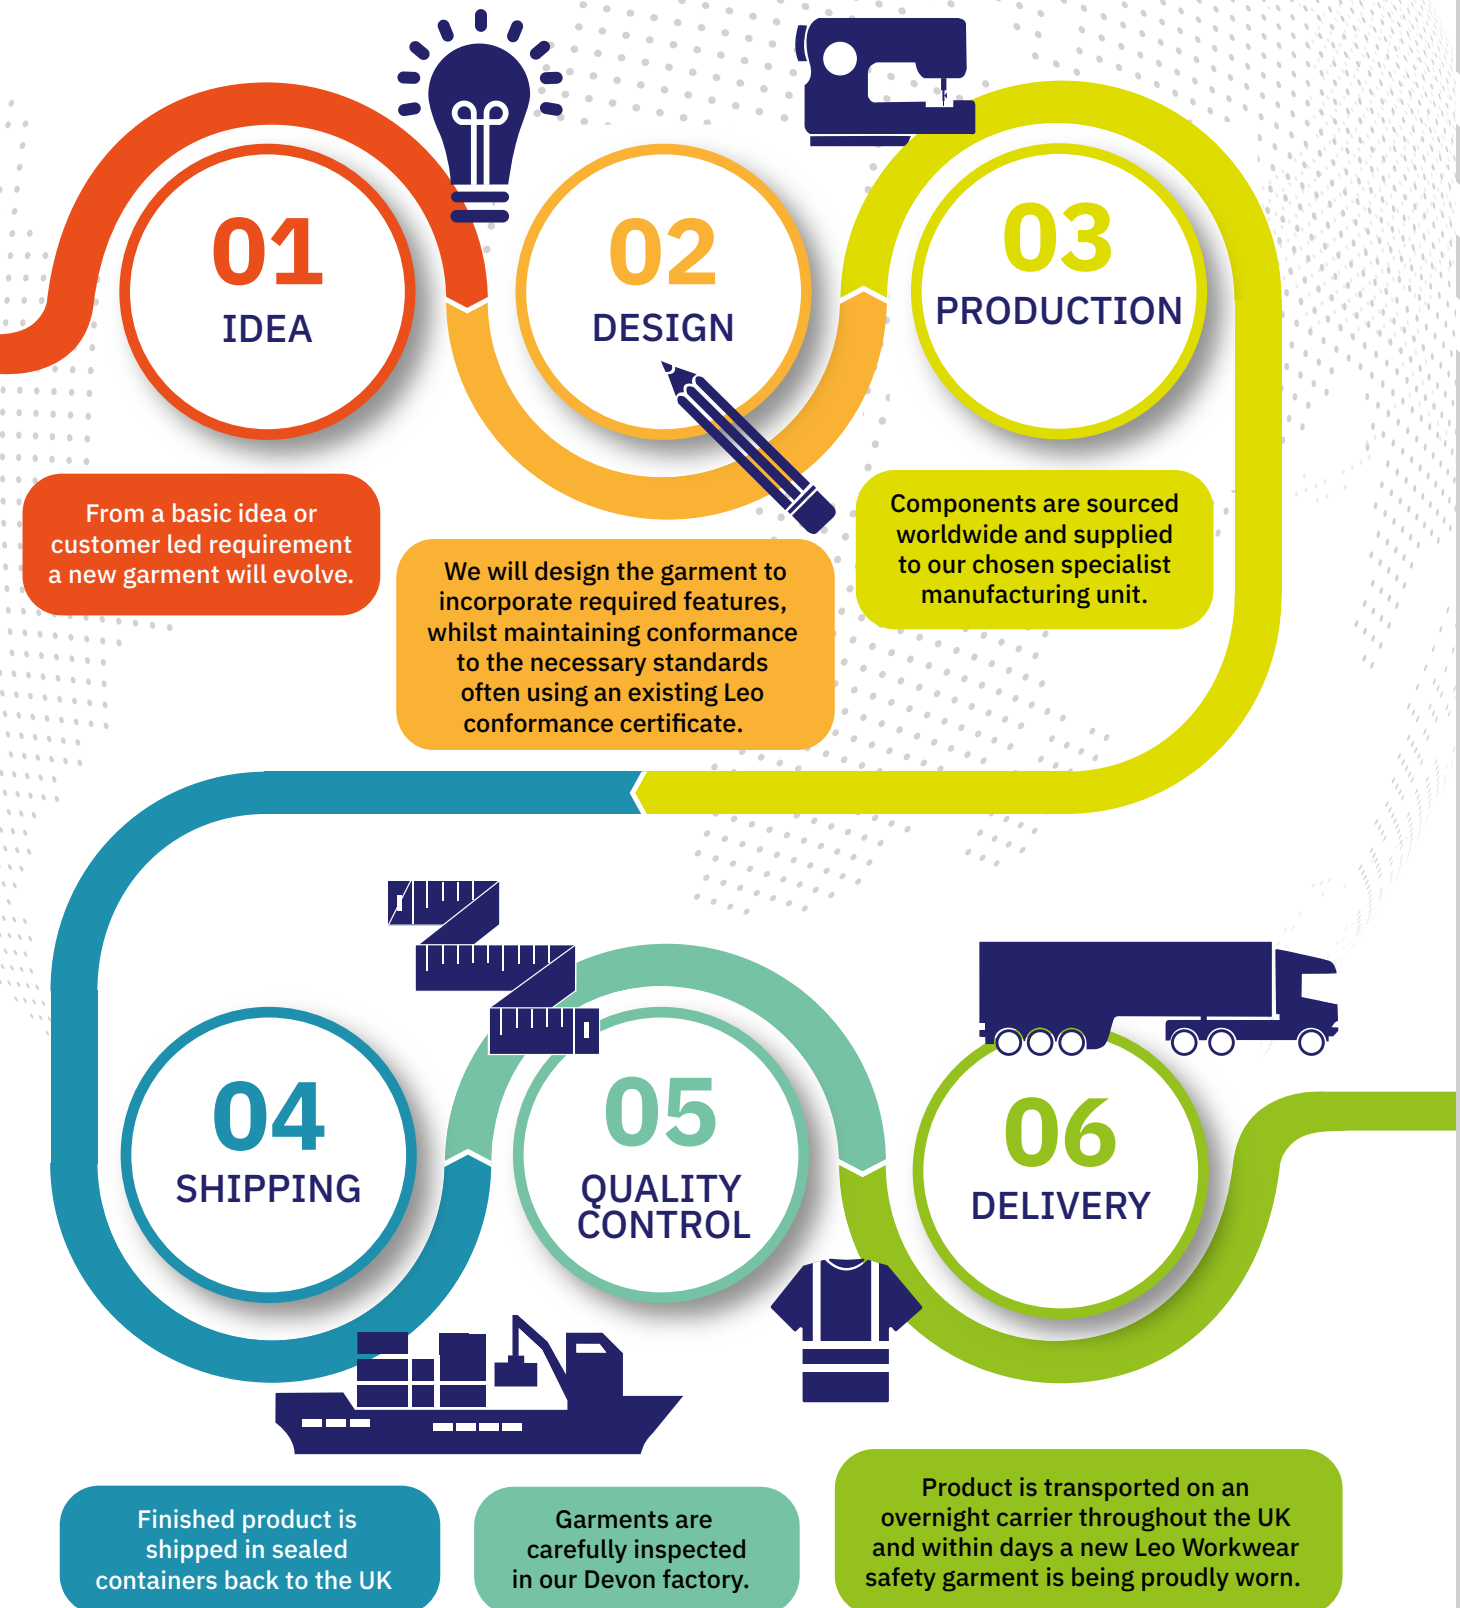 01
IDEA
02
DESIGN
03
PRODUCTION
From a basic idea or
customer led requirement
a new garment will evolve.
We will design the garment to
incorporate required features,
whilst maintaining conformance
to the necessary standards
often using an existing Leo
conformance certificate.
Components are sourced
worldwide and supplied
to our chosen specialist
manufacturing unit.
04
SHIPPING
05
QUALITY
CONTROL
06
DELIVERY
Finished product is
shipped in sealed
containers back to the UK
Garments are
carefully inspected
in our Devon factory.
Product is transported on an
overnight carrier throughout the UK
and within days a new Leo Workwear
safety garment is being proudly worn.